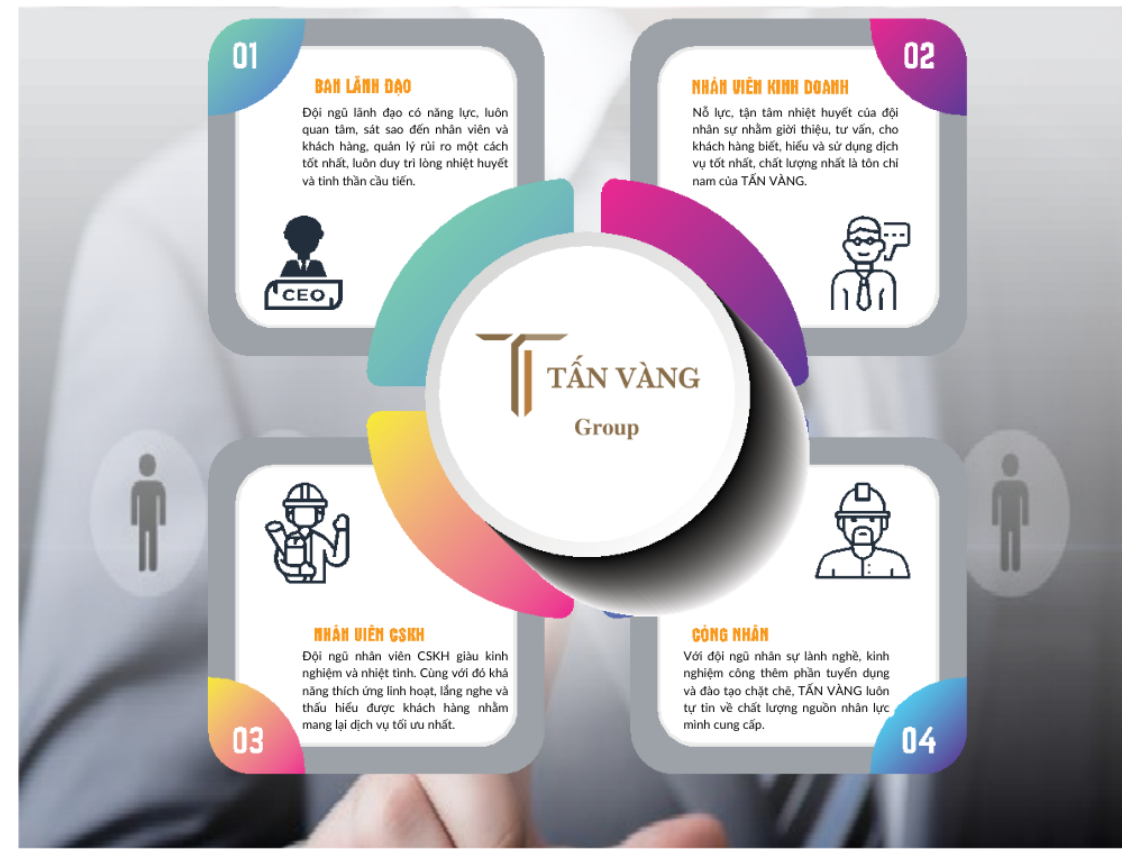 01
BAN LÃNH ĐẠO
Đội ngũ lãnh đạo có năng lực, luôn
quan tâm, sát sao đến nhân viên và
khách hàng, quản lý rủi ro một cách
tốt nhất, luôn duy trì lòng nhiệt huyết
và tinh thần cầu tiến.
CEO
02
NHÂN VIÊN KINH DOANH
Nỗ lực, tận tâm nhiệt huyết của đội
nhân sự nhằm giới thiệu, tư vấn, cho
khách hàng biết, hiểu và sử dụng dịch
vụ tốt nhất, chất lượng nhất là tôn chỉ
nam của TẤN VÀNG.
TẤN VÀNG
Group
NHÂN VIÊN CSKH
Đội ngũ nhân viên CSKH giàu kinh
nghiệm và nhiệt tình. Cùng với đó khả
năng thích ứng linh hoạt, lắng nghe và
thấu hiểu được khách hàng nhằm
mang lại dịch vụ tối ưu nhất.
03
CÔNG NHÂN
Với đội ngũ nhân sự lành nghề, kinh
nghiệm công thêm phần tuyển dụng
và đào tạo chặt chẽ, TẤN VÀNG luôn
tự tin về chất lượng nguồn nhân lực
mình cung cấp.
04